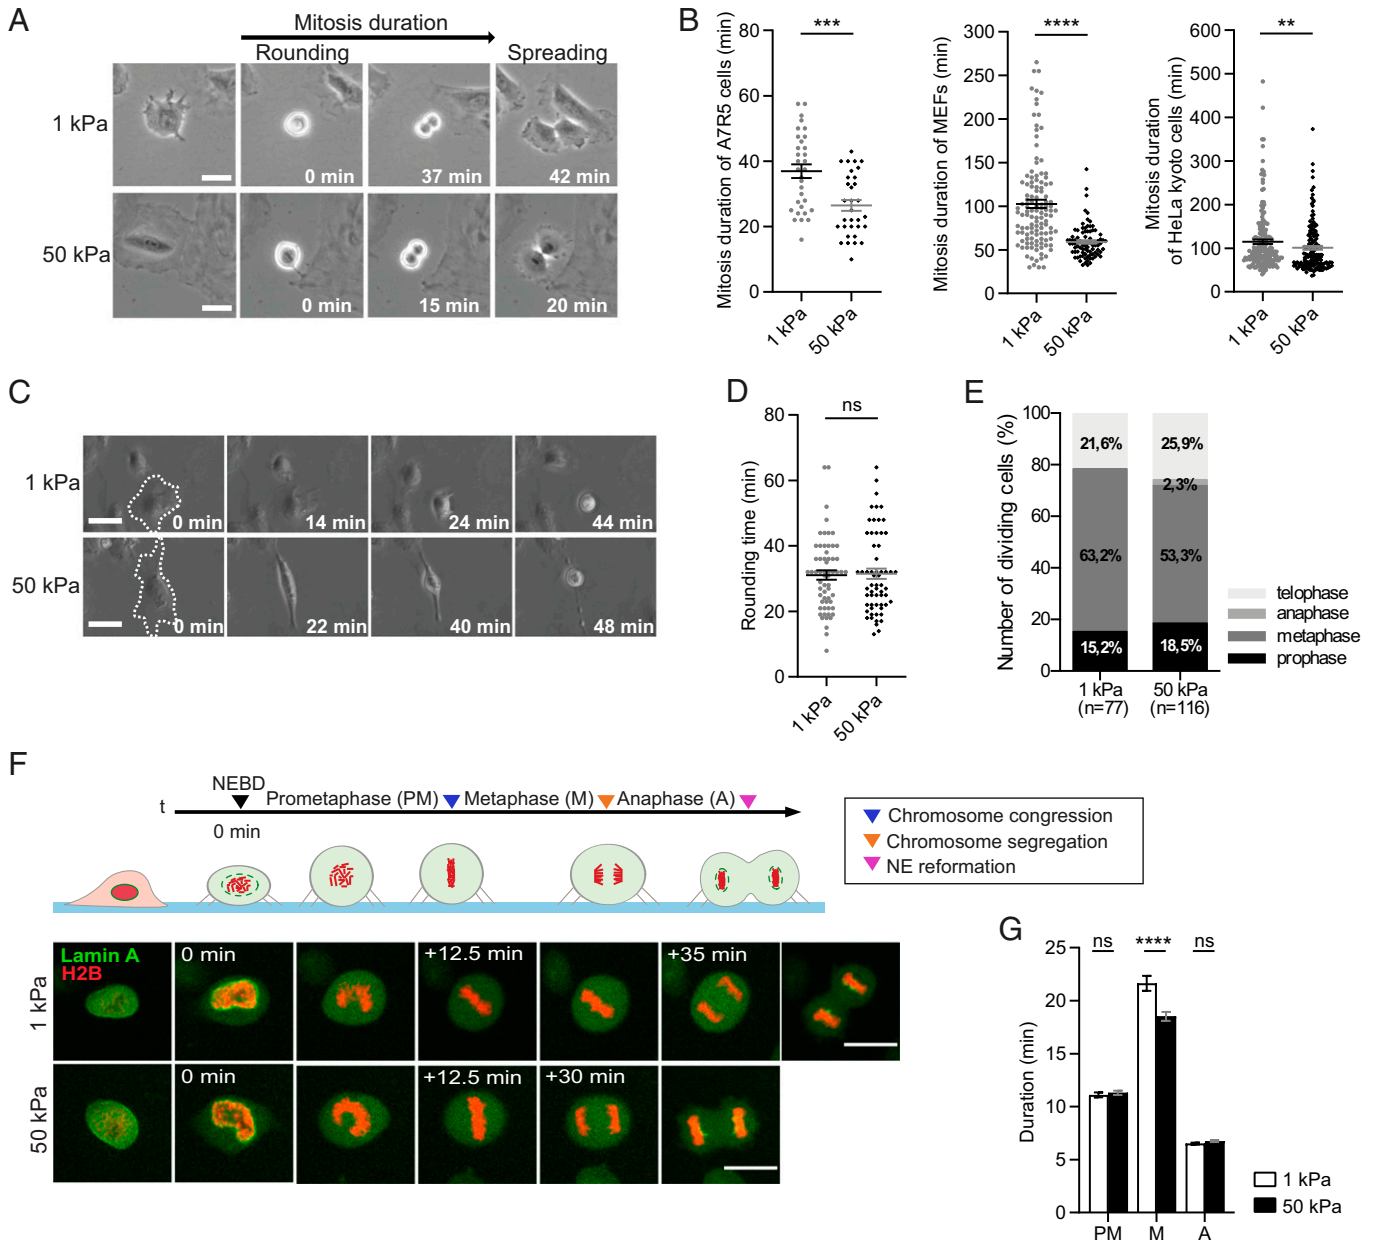 A
Mitosis duration
Rounding
Spreading
1 kPa
0 min
37 min
42 min
50 kPa
0 min
15 min
20 min
B
Mitosis duration of A7R5 cells (min)
80
60
40
20
0
***
1 kPa
50 kPa
Mitosis duration of MEFs (min)
300
250
200
150
100
50
0
****
1 kPa
50 kPa
Mitosis duration
of HeLa kyoto cells (min)
600
500
400
300
200
100
0
**
1 kPa
50 kPa
C
1 kPa
0 min
14 min
24 min
44 min
50 kPa
0 min
22 min
40 min
48 min
D
Rounding time (min)
80
60
40
20
0
ns
1 kPa
50 kPa
E
Number of dividing cells (%)
100
80
60
40
20
0
21,6%
63,2%
15,2%
25,9%
2,3%
53,3%
18,5%
1 kPa
(n=77)
50 kPa
(n=116)
telophase
anaphase
metaphase
prophase
F
t
NEBD
Prometaphase (PM)
Metaphase (M)
Anaphase (A)
0 min
Chromosome congression
Chromosome segregation
NE reformation
Lamin A
H2B
1 kPa
0 min
+12.5 min
+35 min
50 kPa
0 min
+12.5 min
+30 min
G
Duration (min)
25
20
15
10
5
0
ns
****
ns
PM
M
A
1 kPa
50 kPa